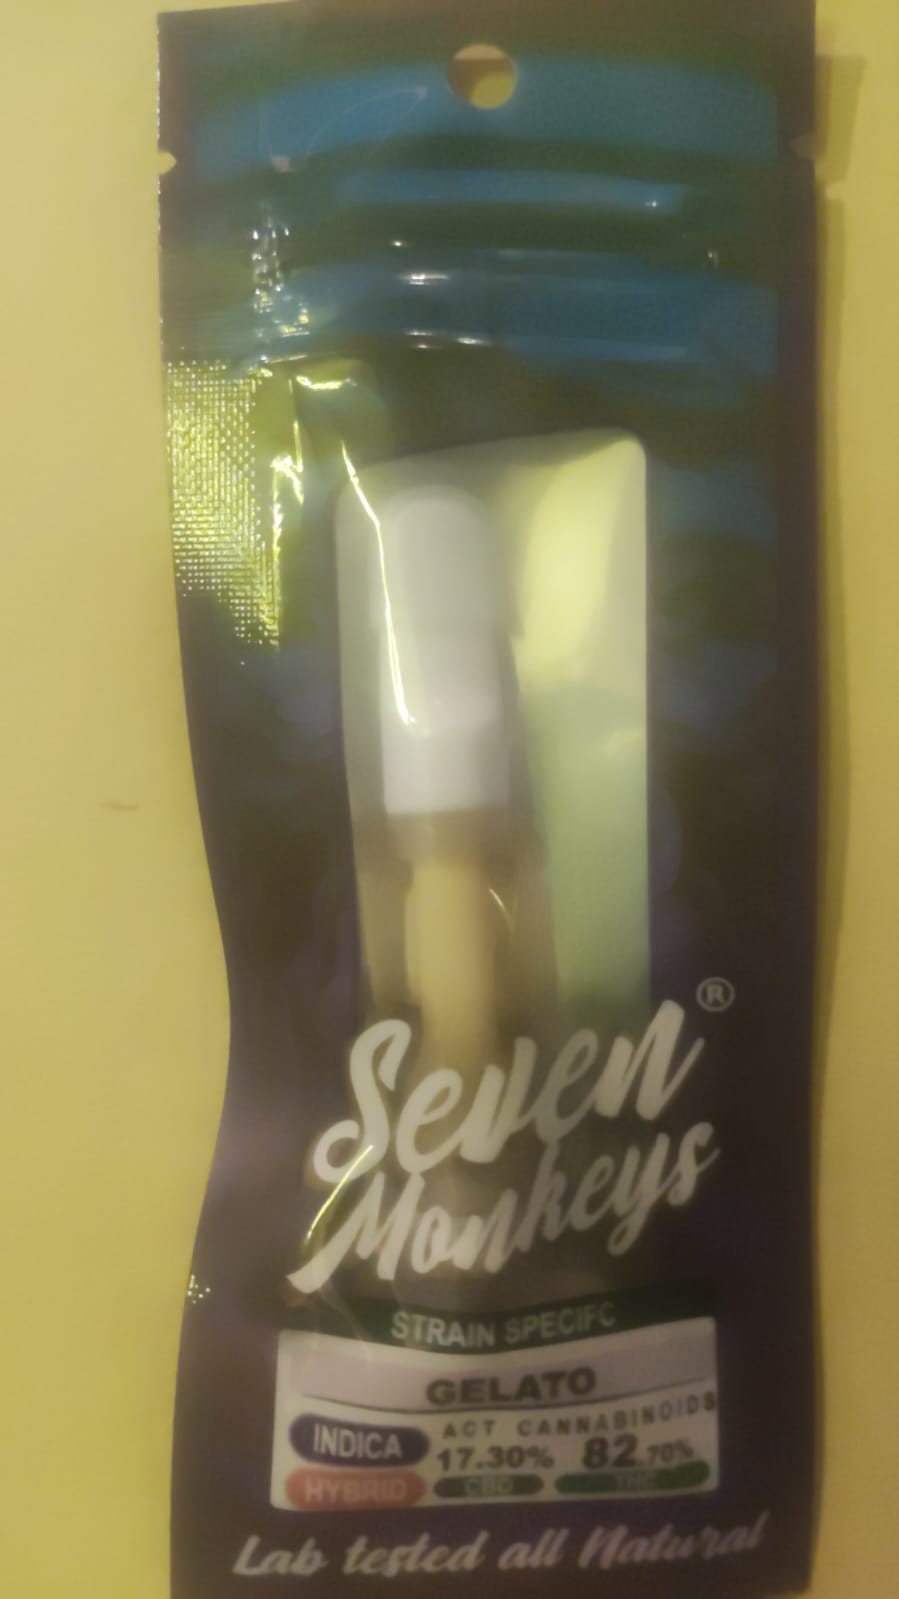 Seven ®
Monkeys
STRAIN SPECIFC
GELATO
INDICA
HYBRID
ACT CANNABINOIDS
17.30% 82.70%
CBD THC
Lab tested all Natural